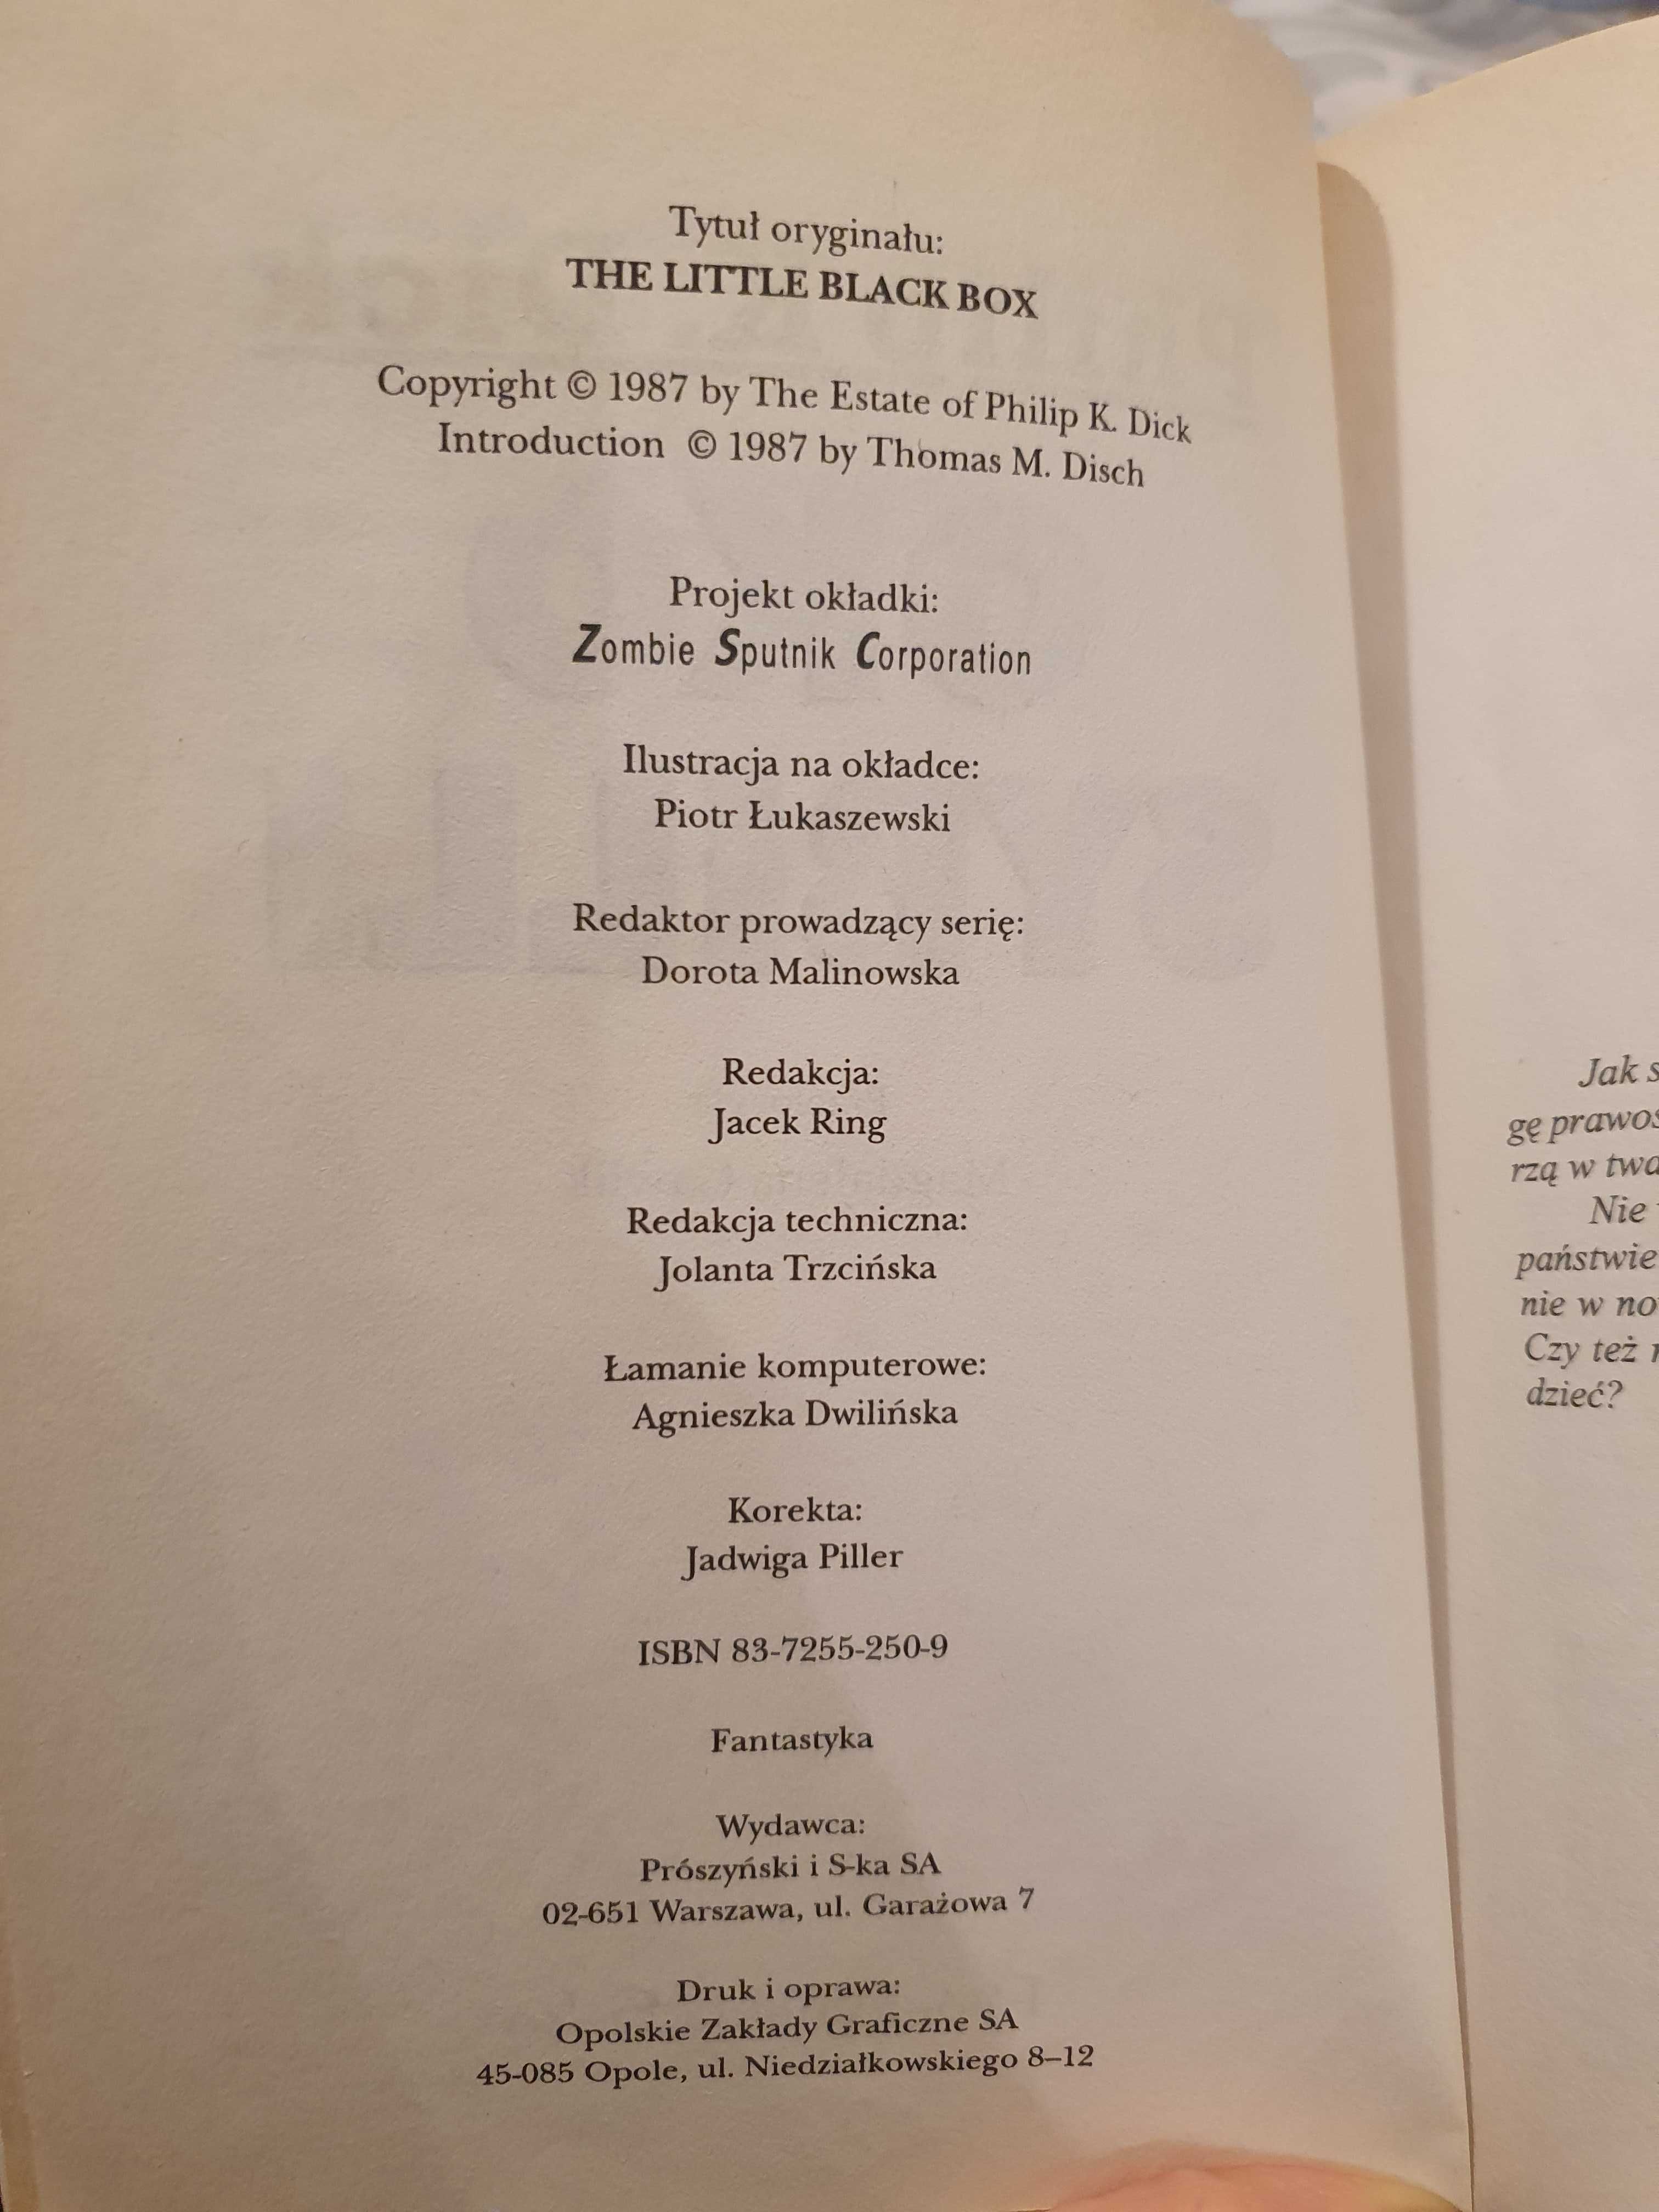 Tytuł oryginału:
THE LITTLE BLACK BOX
Copyright © 1987 by The Estate of Philip K. Dick
Introduction © 1987 by Thomas M. Disch
Projekt okładki:
Zombie Sputnik Corporation
Ilustracja na okładce:
Piotr Łukaszewski
Redaktor prowadzący serię:
Dorota Malinowska
Redakcja:
Jacek Ring
Redakcja techniczna:
Jolanta Trzcińska
Łamanie komputerowe:
Agnieszka Dwilińska
Korekta:
Jadwiga Piller
ISBN 83-7255-250-9
Fantastyka
Wydawca:
Prószyński i S-ka SA
02-651 Warszawa, ul. Garażowa 7
Druk i oprawa:
Opolskie Zakłady Graficzne SA
45-085 Opole, ul. Niedziałkowskiego 8–12
Jak
gę
rzą w
Nie
państwie
nie w
Czy też
dzieć?